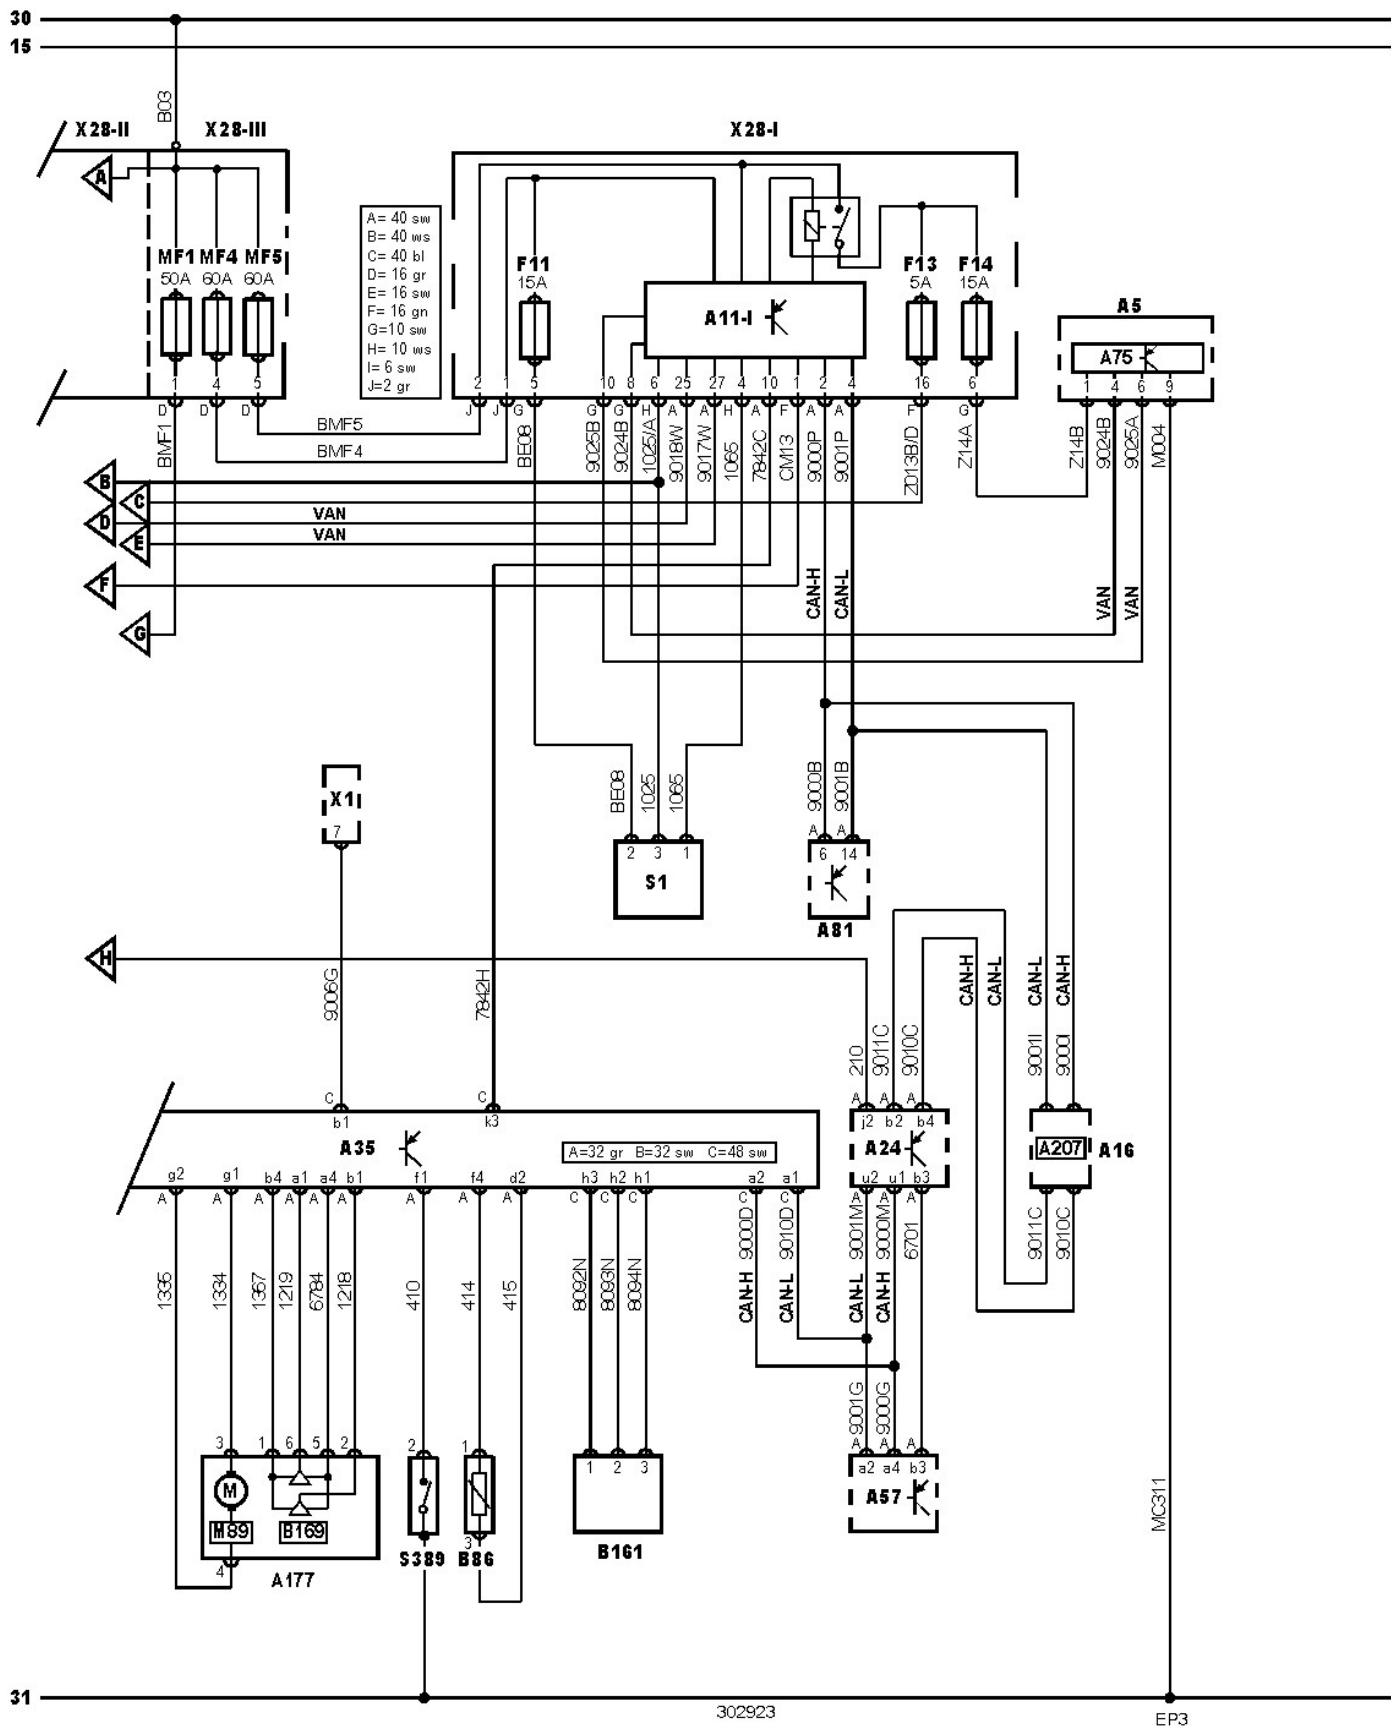 30
15
B03
X28-II
X28-III
X28-I
A
A= 40 sw
B= 40 ws
C= 40 bl
D= 16 gr
E= 16 sw
F= 16 gn
G=10 sw
H= 10 ws
I= 6 sw
J=2 gr
MF1 MF4 MF5
50A 60A 60A
F11
15A
A11-I
F13
5A
F14
15A
A5
A75
1 4 5
2 1 5 10 8 6 25 27 4 10 1 2 4 16 6
1 4 6 9
D D D
J J G G G H A A H A F A A F G
BMF1
BMF5
BMF4
BE08
9025B
9024B
1025/A
9018W
9017W
1065
7842C
CM13
9000P
9001P
Z013B/D
Z14A
Z14B
9024B
9025A
M004
B
C
D
VAN
E
VAN
F
G
CAN-H
CAN-L
VAN
VAN
X1
7
BE08
1025
1065
2 3 1
S1
9000B
9001B
A A
6 14
A81
H
9006G
7842H
CAN-H
CAN-L
CAN-L
CAN-H
210
9011C
9010C
9001I
9000I
C
b1
C
k3
A35
A=32 gr B=32 sw C=48 sw
A A A
j2 b2 b4
A24
u2 u1 b3
A207
A16
g2 g1 b4 a1 a4 b1 f1 f4 d2 h3 h2 h1 a2 a1
A A A A A A A A A C C C C C A A
1335
1334
1367
1219
6784
1218
410
414
415
8092N
8093N
8094N
9000D
9010D
9001MA
9000MA
6701
9011C
9010C
CAN-H
CAN-L
CAN-L
CAN-H
9001G
9000G
3 1 6 5 2
2
1
A A A
M
M89
B169
4
A177
S389
3
B86
1 2 3
B161
a2 a4 b3
A57
MC311
31
302923
EP3